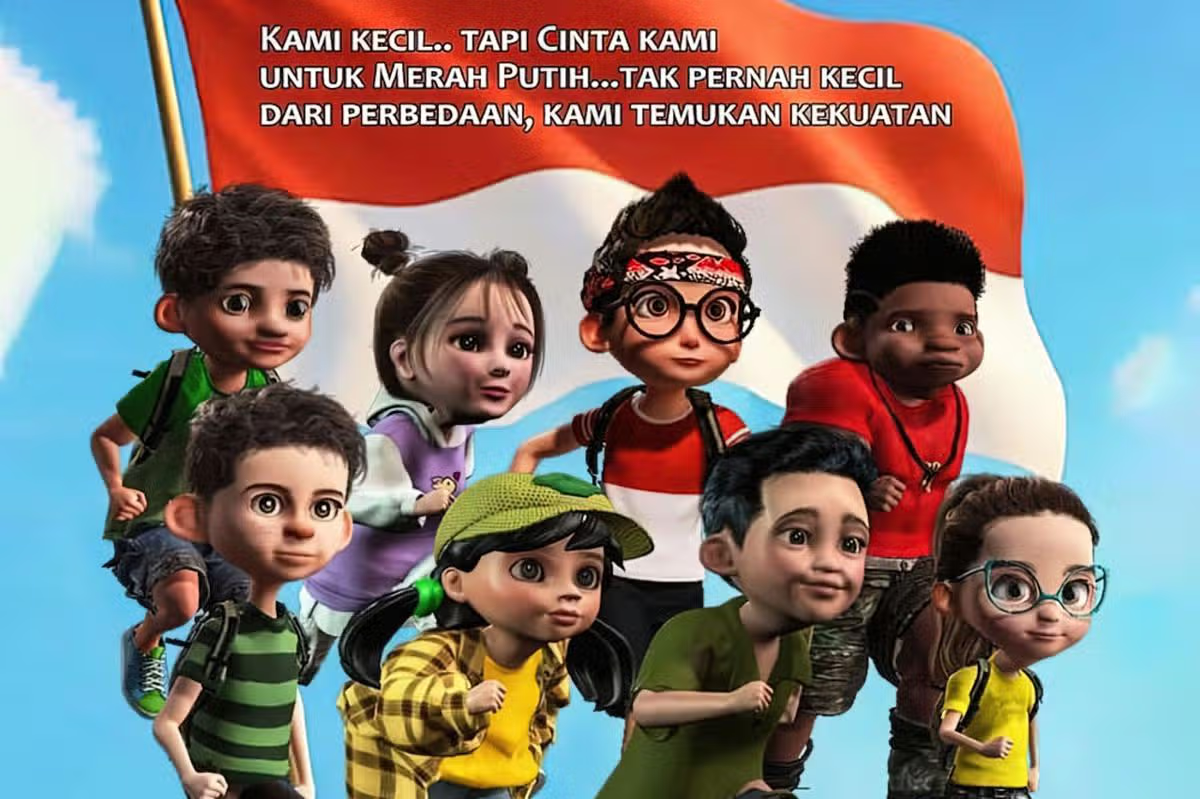 Kami kecil.. tapi Cinta kami
untuk Merah Putih...tak pernah kecil
dari perbedaan, kami temukan kekuatan